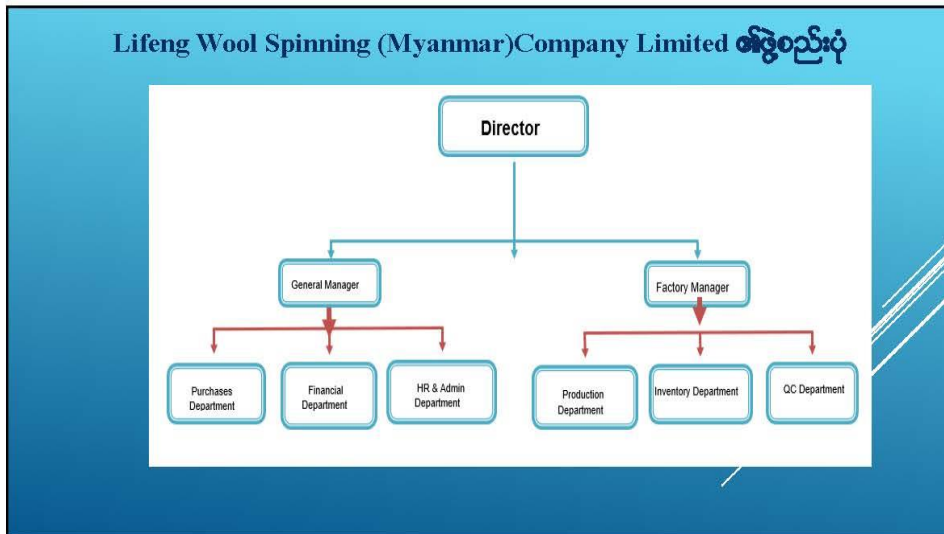 Lifeng Wool Spinning (Myanmar)Company Limited ၏ဖွဲ့စည်းပုံ
Director
General Manager
Factory Manager
Purchases
Department
Financial
Department
HR & Admin
Department
Production
Department
Inventory Department
QC Department